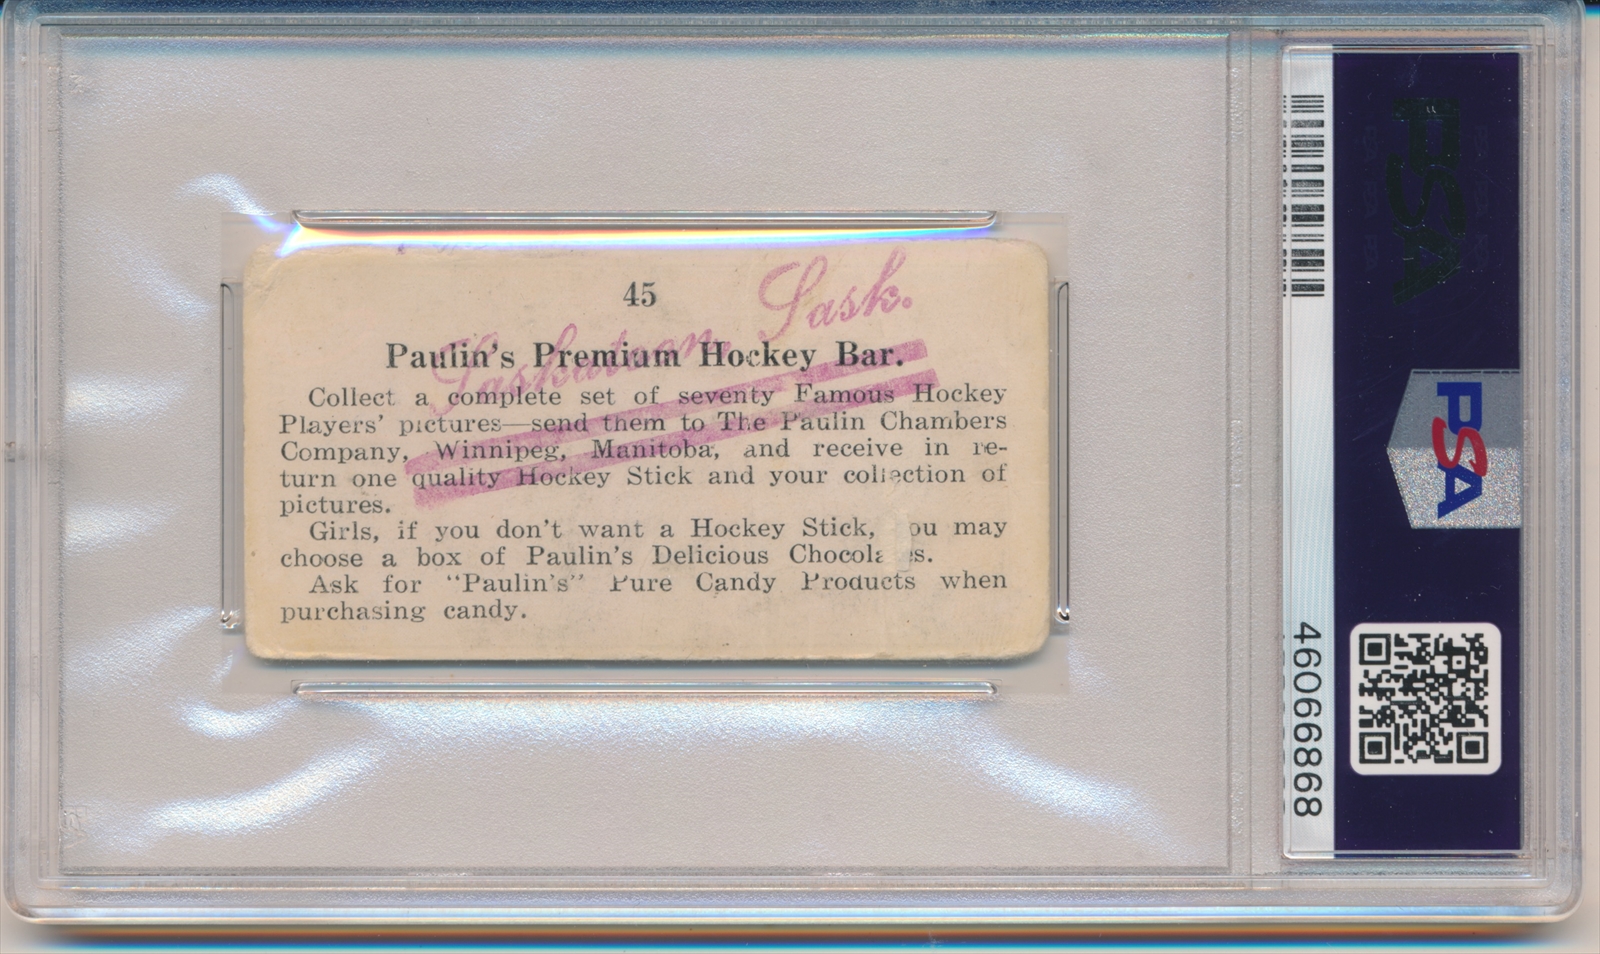 45
Saskatoon, Sask.
Paulin's Premium Hockey Bar.
Collect a complete set of seventy Famous Hockey
Players' pictures—send them to The Paulin Chambers
Company, Winnipeg, Manitoba, and receive in re-
turn one quality Hockey Stick and your collection of
pictures.
Girls, if you don't want a Hockey Stick, ou may
choose a box of Paulin's Delicious Chocola es.
Ask for "Paulin's" Pure Candy Products when
purchasing candy.
PSA
PSA
46066868